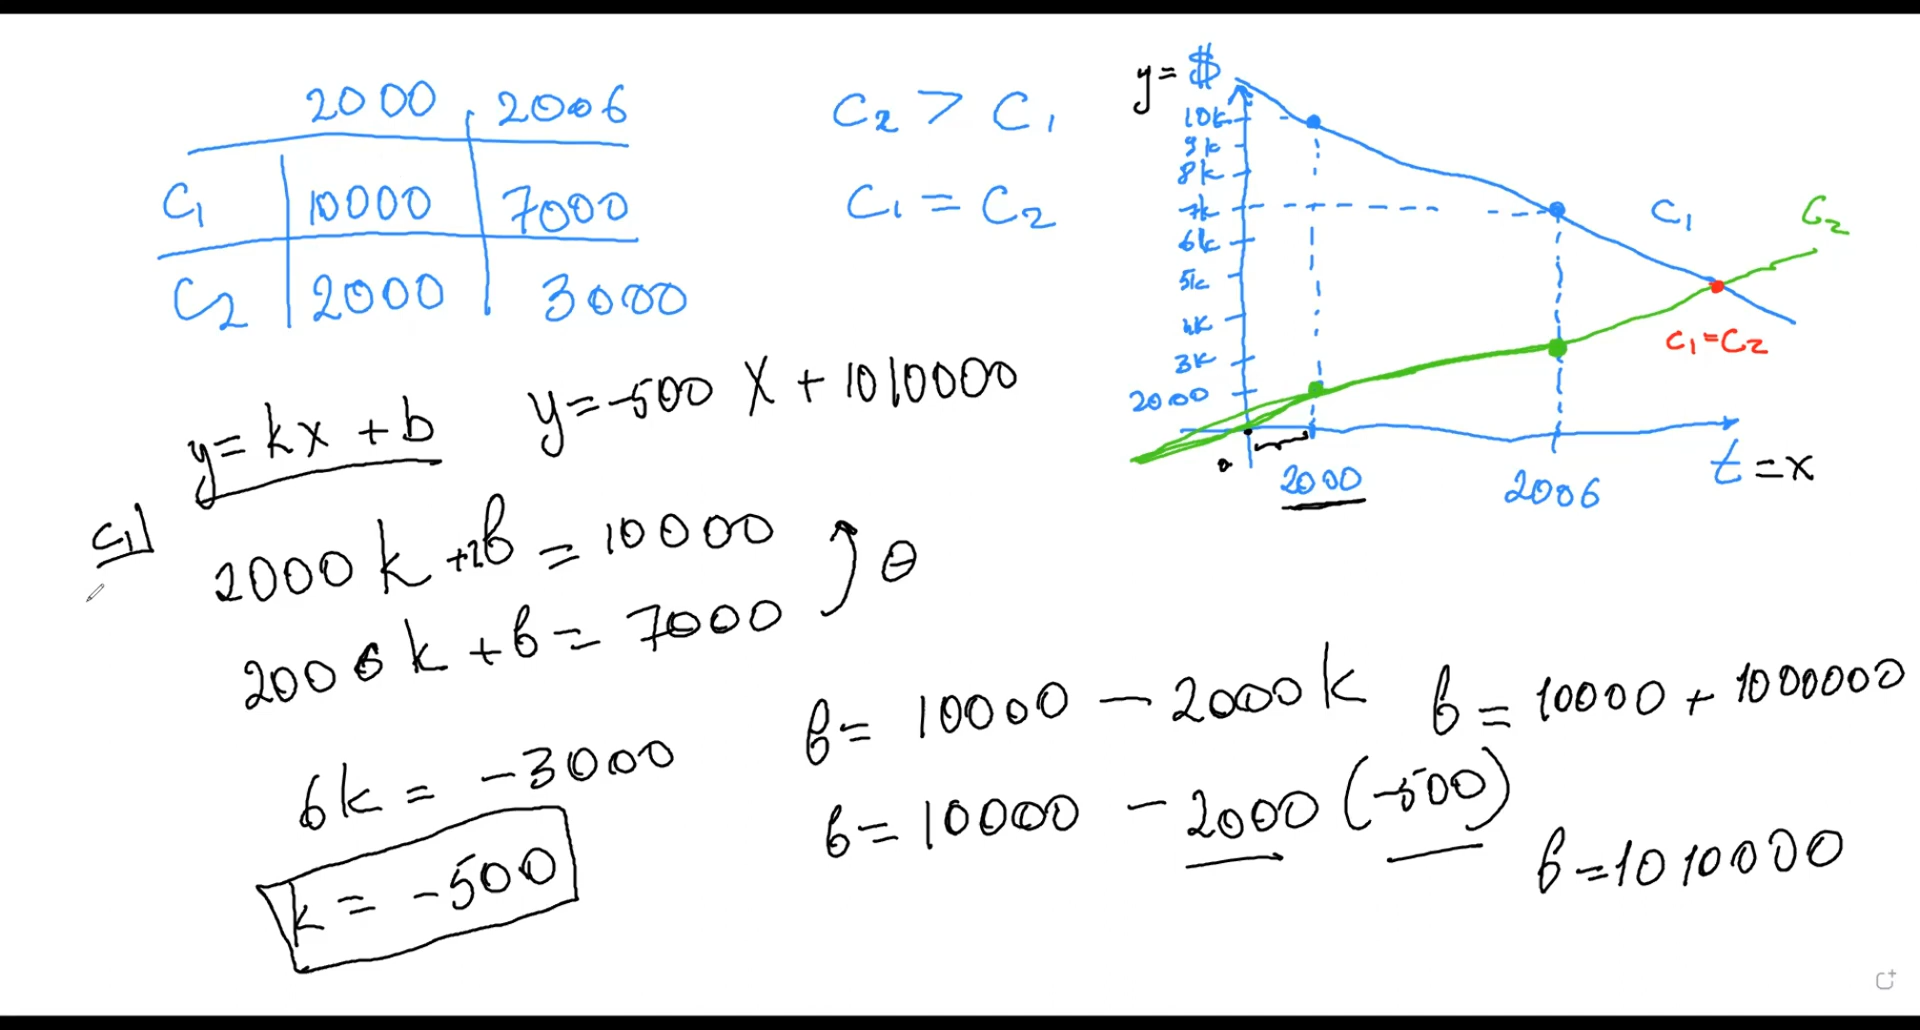 2000 2006
C1 10000 7000
C2 2000 3000
C2 > C1
C1 = C2
y = $
10k
9k
8k
7k
6k
5k
4k
3k
2000
C1
C2
C1=C2
2000
2006
t = x
y = kx + b
y = -500 x + 1010000
C1)
2000 k + b = 10000
2006 k + b = 7000
6k = -3000
k = -500
b = 10000 - 2000 k
b = 10000 - 2000 (-500)
b = 10000 + 1000000
b = 1010000